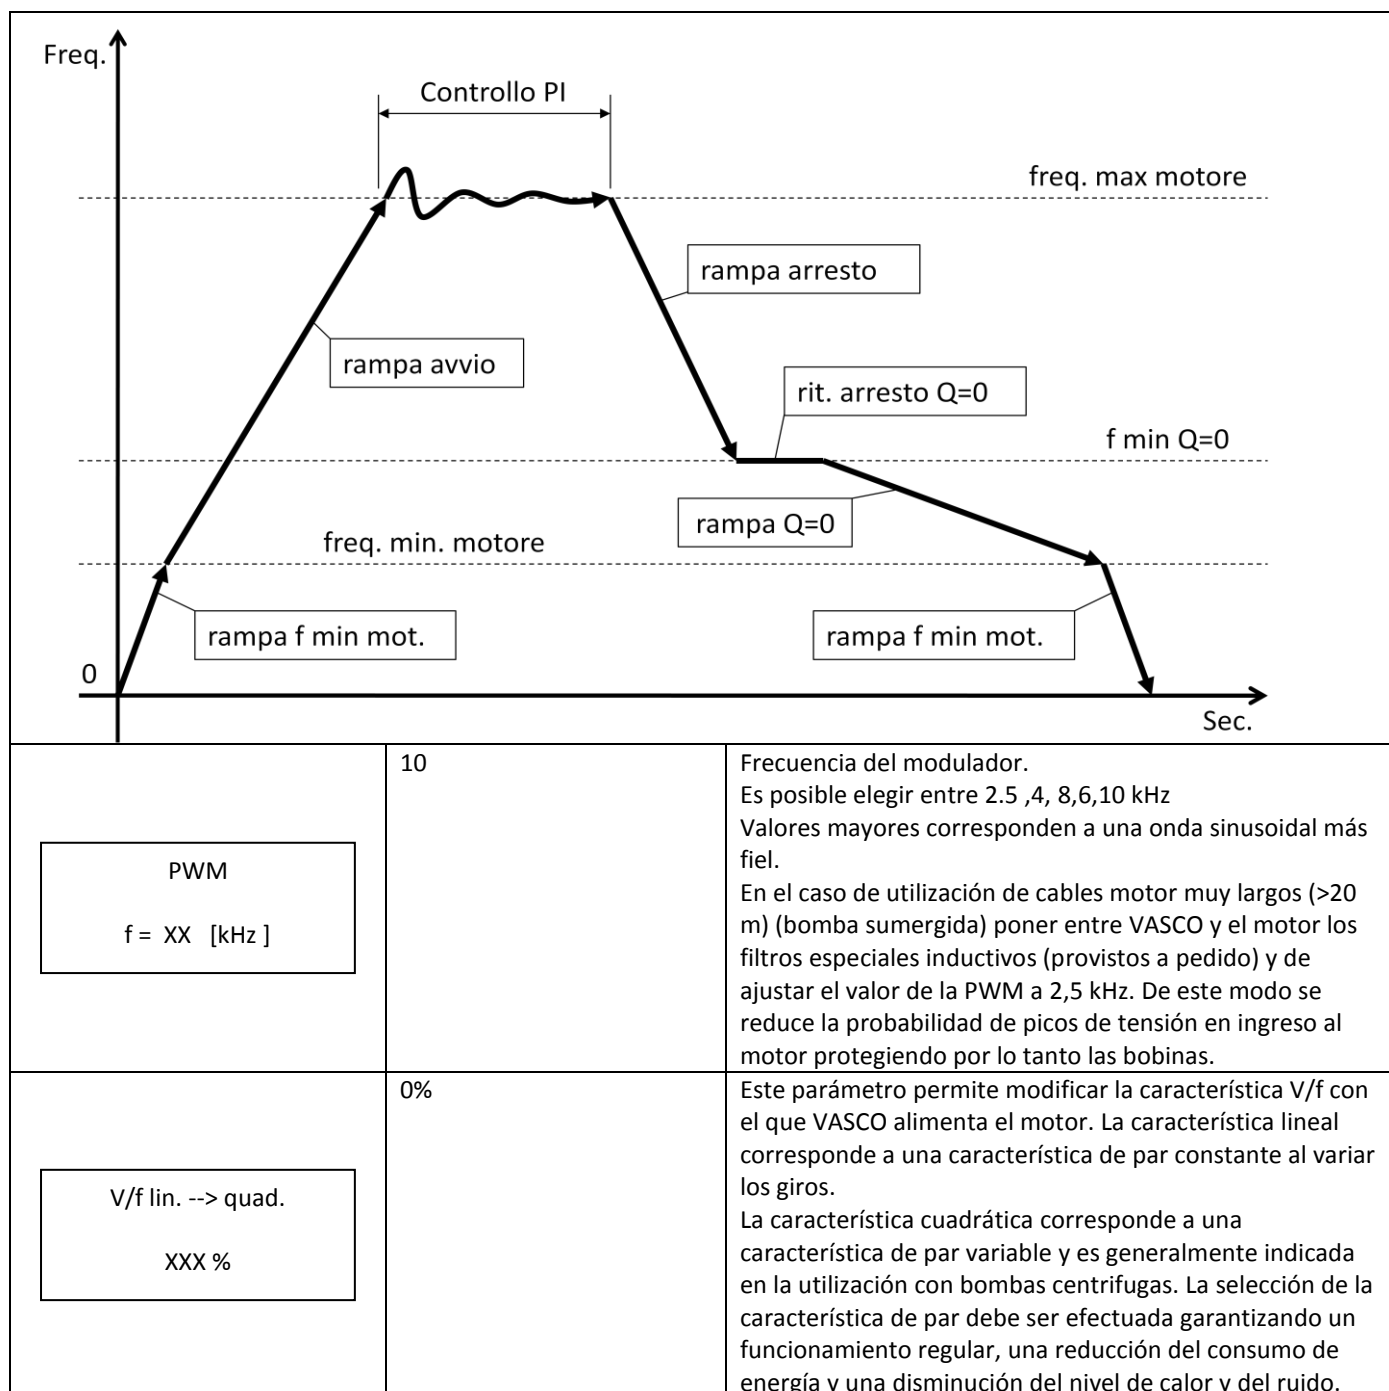 Freq.
Controllo PI
freq. max motore
rampa arresto
rampa avvio
rit. arresto Q=0
f min Q=0
rampa Q=0
freq. min. motore
rampa f min mot.
rampa f min mot.
0
Sec.
PWM
f = XX [kHz ]
10
Frecuencia del modulador.
Es posible elegir entre 2.5 ,4, 8,6,10 kHz
Valores mayores corresponden a una onda sinusoidal más
fiel.
En el caso de utilización de cables motor muy largos (>20
m) (bomba sumergida) poner entre VASCO y el motor los
filtros especiales inductivos (provistos a pedido) y de
ajustar el valor de la PWM a 2,5 kHz. De este modo se
reduce la probabilidad de picos de tensión en ingreso al
motor protegiendo por lo tanto las bobinas.
V/f lin. --> quad.
XXX %
0%
Este parámetro permite modificar la característica V/f con
el que VASCO alimenta el motor. La característica lineal
corresponde a una característica de par constante al variar
los giros.
La característica cuadrática corresponde a una
característica de par variable y es generalmente indicada
en la utilización con bombas centrifugas. La selección de la
característica de par debe ser efectuada garantizando un
funcionamiento regular, una reducción del consumo de
energía y una disminución del nivel de calor y del ruido.